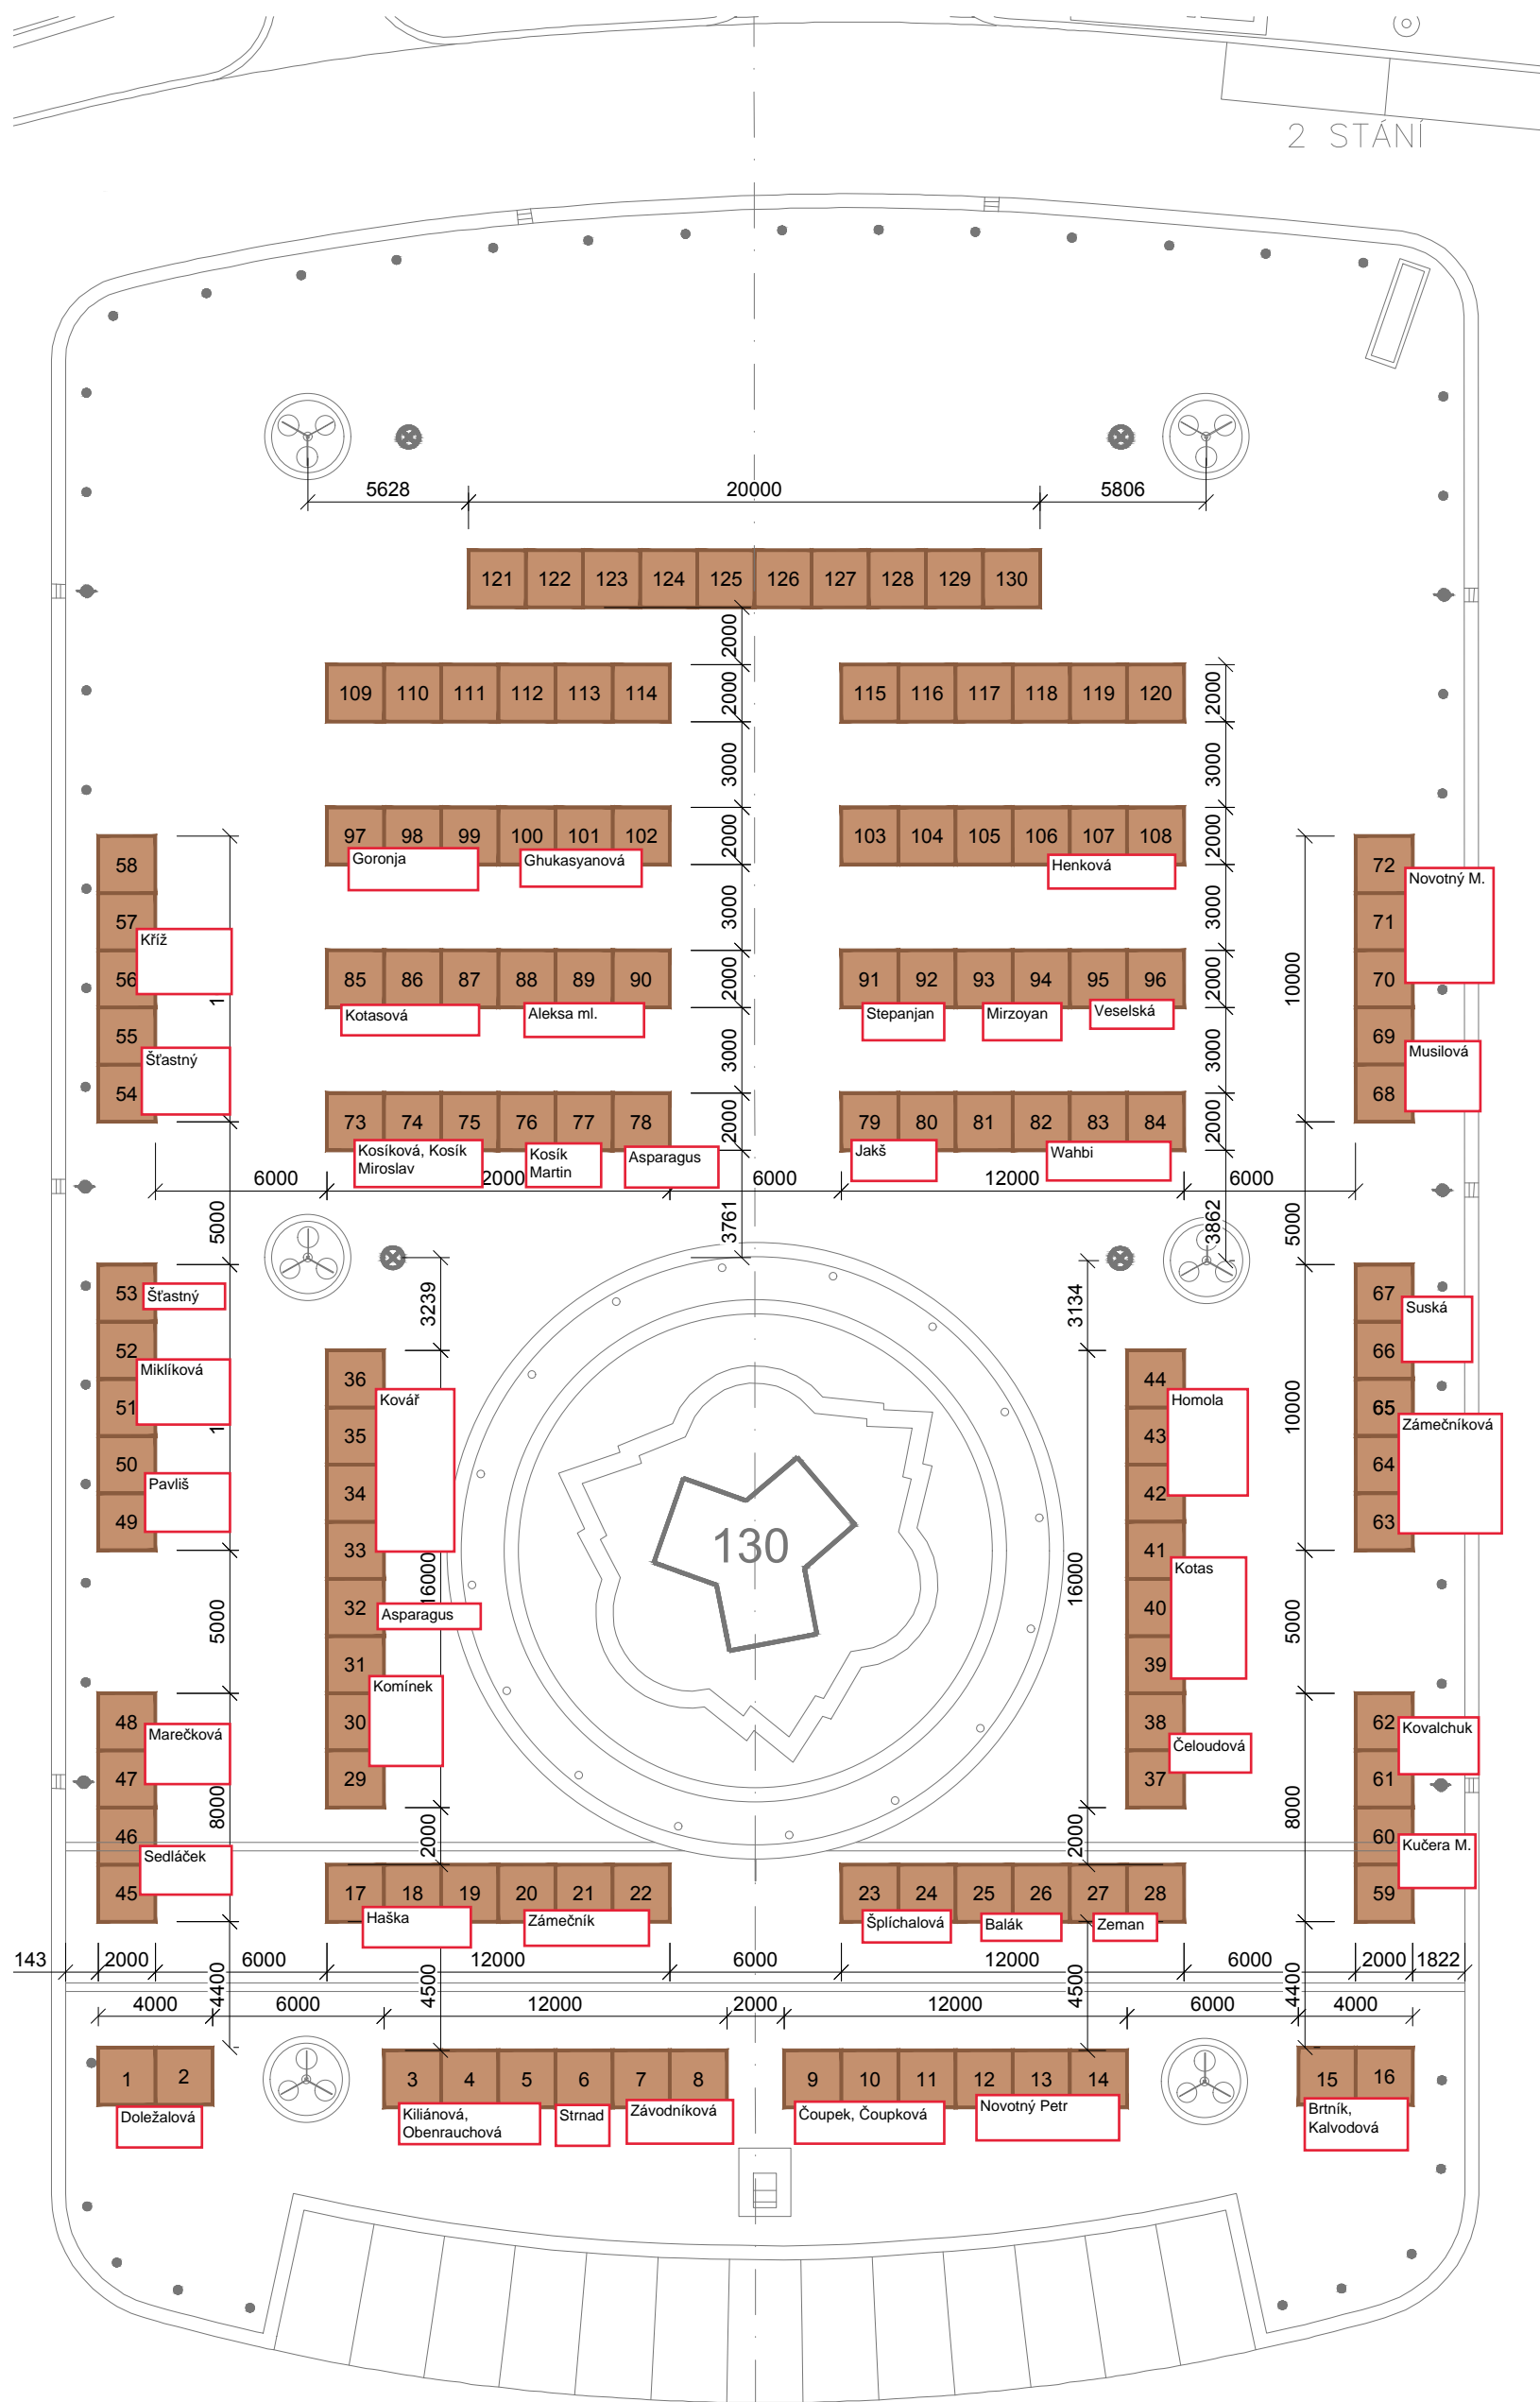 2 STÁNÍ
5628 20000 5806
121 122 123 124 125 126 127 128 129 130
2000
109 110 111 112 113 114 115 116 117 118 119 120
2000 2000
3000 3000
97 98 99 100 101 102 103 104 105 106 107 108
2000 2000
Goronja Ghukasyanová Henková
58 72
Novotný M.
57 71
Kříž
3000 3000
56 70
85 86 87 88 89 90 91 92 93 94 95 96
2000 2000
1 10000
Kotasová Aleksa ml. Stepanjan Mirzoyan Veselská
55 69
Šťastný Musilová
3000 3000
54 68
73 74 75 76 77 78 79 80 81 82 83 84
2000 2000
Kosíková, Kosík
Miroslav
Kosík
Martin
Asparagus Jakš Wahbi
6000 2000 6000 12000 6000
5000 3761 3862 5000
53 67
Šťastný Suská
3239 3134
52 66
Miklíková
36 44
Kovář Homola
51 65
1 10000
Zámečníková
35 43
50 64
Pavliš
34 42
49 63
33 130 41
Kotas
16000 16000
32 40
Asparagus
5000 5000
31 39
Komínek
48 30 38 62
Marečková Čeloudová Kovalchuk
47 29 37 61
8000 8000
46 60
Sedláček Kučera M.
2000 2000
45 59
17 18 19 20 21 22 23 24 25 26 27 28
Haška Zámečník Šplíchalová Balák Zeman
143 2000 6000 12000 6000 12000 6000 2000 1822
4400 4500 4500 4400
4000 6000 12000 2000 12000 6000 4000
1 2 3 4 5 6 7 8 9 10 11 12 13 14 15 16
Doležalová
Kiliánová,
Obenrauchová
Strnad Závodníková Čoupek, Čoupková Novotný Petr
Brtník,
Kalvodová